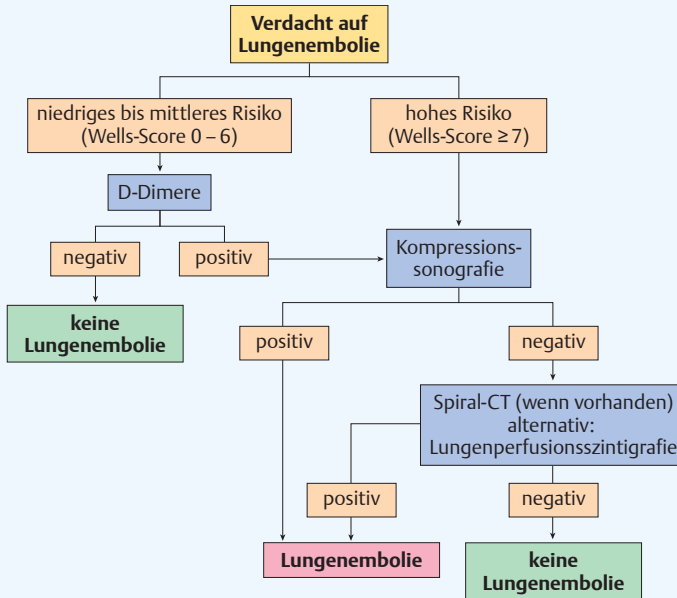 Verdacht auf
Lungenembolie
niedriges bis mittleres Risiko
(Wells-Score 0 – 6)
hohes Risiko
(Wells-Score ≥ 7)
D-Dimere
negativ
positiv
Kompressions-
sonografie
keine
Lungenembolie
positiv
negativ
Spiral-CT (wenn vorhanden)
alternativ:
Lungenperfusionsszintigrafie
positiv
negativ
Lungenembolie
keine
Lungenembolie